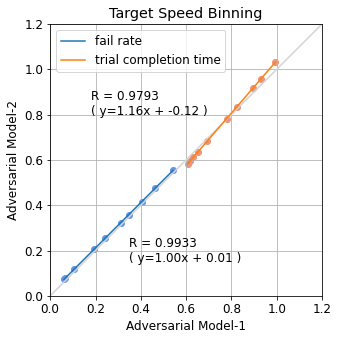 Target Speed Binning
fail rate
trial completion time
R = 0.9793
( y=1.16x + -0.12 )
R = 0.9933
( y=1.00x + 0.01 )
Adversarial Model-2
1.2
1.0
0.8
0.6
0.4
0.2
0.0
0.0 0.2 0.4 0.6 0.8 1.0 1.2
Adversarial Model-1